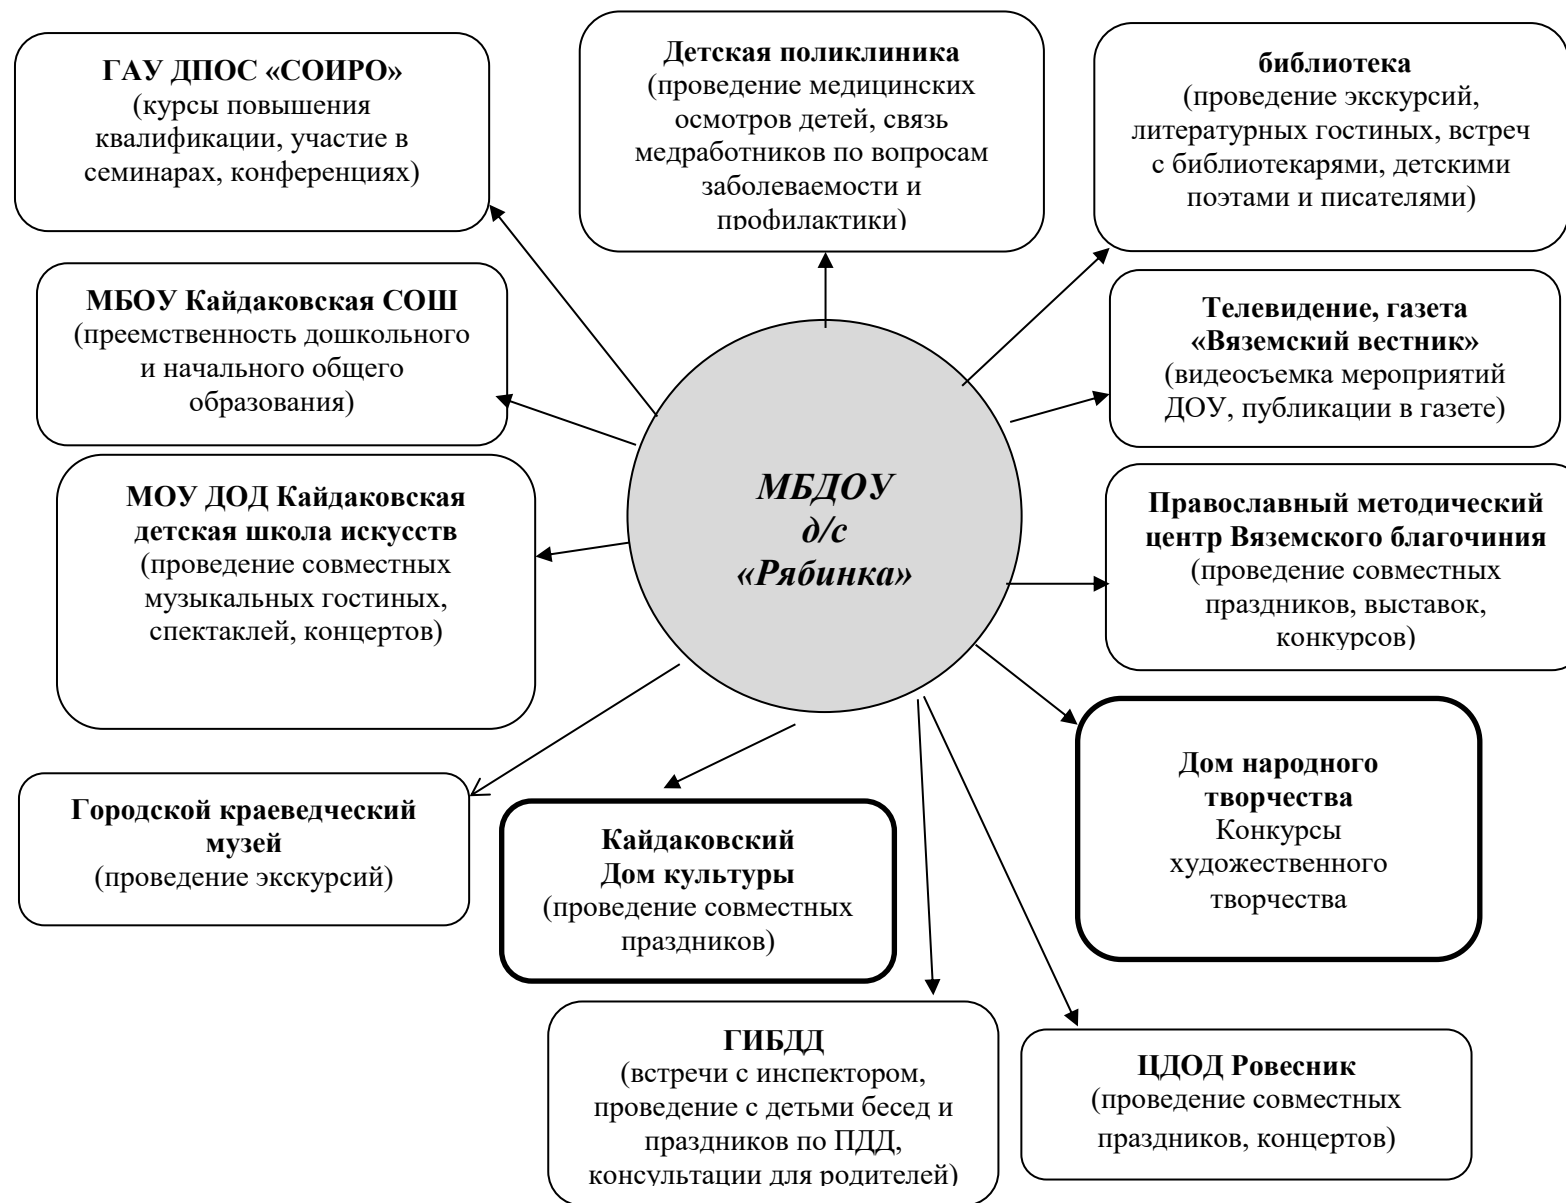 ГАУ ДПОС «СОИРО»
(курсы повышения
квалификации, участие в
семинарах, конференциях)
Детская поликлиника
(проведение медицинских
осмотров детей, связь
медработников по вопросам
заболеваемости и
профилактики)
библиотека
(проведение экскурсий,
литературных гостиных, встреч
с библиотекарями, детскими
поэтами и писателями)
МБОУ Кайдаковская СОШ
(преемственность дошкольного
и начального общего
образования)
Телевидение, газета
«Вяземский вестник»
(видеосъемка мероприятий
ДОУ, публикации в газете)
МОУ ДОД Кайдаковская
детская школа искусств
(проведение совместных
музыкальных гостиных,
спектаклей, концертов)
МБДОУ
д/с
«Рябинка»
Православный методический
центр Вяземского благочиния
(проведение совместных
праздников, выставок,
конкурсов)
Городской краеведческий
музей
(проведение экскурсий)
Кайдаковский
Дом культуры
(проведение совместных
праздников)
Дом народного
творчества
Конкурсы
художественного
творчества
ГИБДД
(встречи с инспектором,
проведение с детьми бесед и
праздников по ПДД,
консультации для родителей)
ЦДОД Ровесник
(проведение совместных
праздников, концертов)